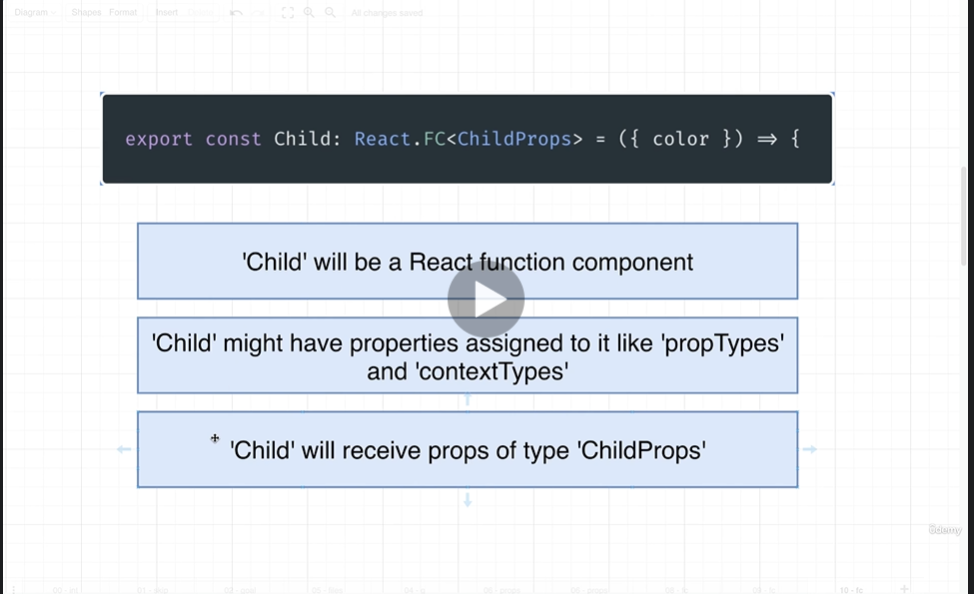 Diagram Shapes Format Insert Delete All changes saved
export const Child: React.FC<ChildProps> = ({ color }) => {
'Child' will be a React function component
'Child' might have properties assigned to it like 'propTypes'
and 'contextTypes'
'Child' will receive props of type 'ChildProps'
ûdemy
10 - fc